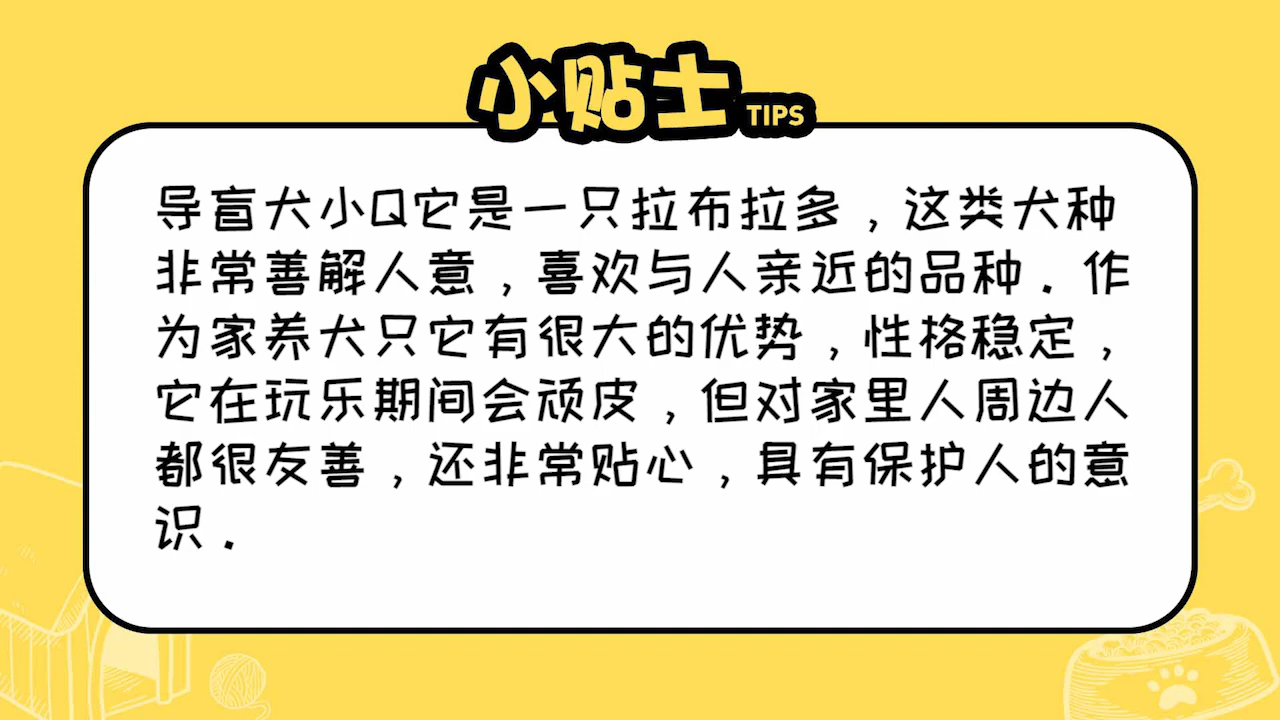 小贴士 TIPS
导盲犬小Q它是一只拉布拉多，这类犬种
非常善解人意，喜欢与人亲近的品种．作
为家养犬只它有很大的优势，性格稳定，
它在玩乐期间会顽皮，但对家里人周边人
都很友善，还非常贴心，具有保护人的意
识．